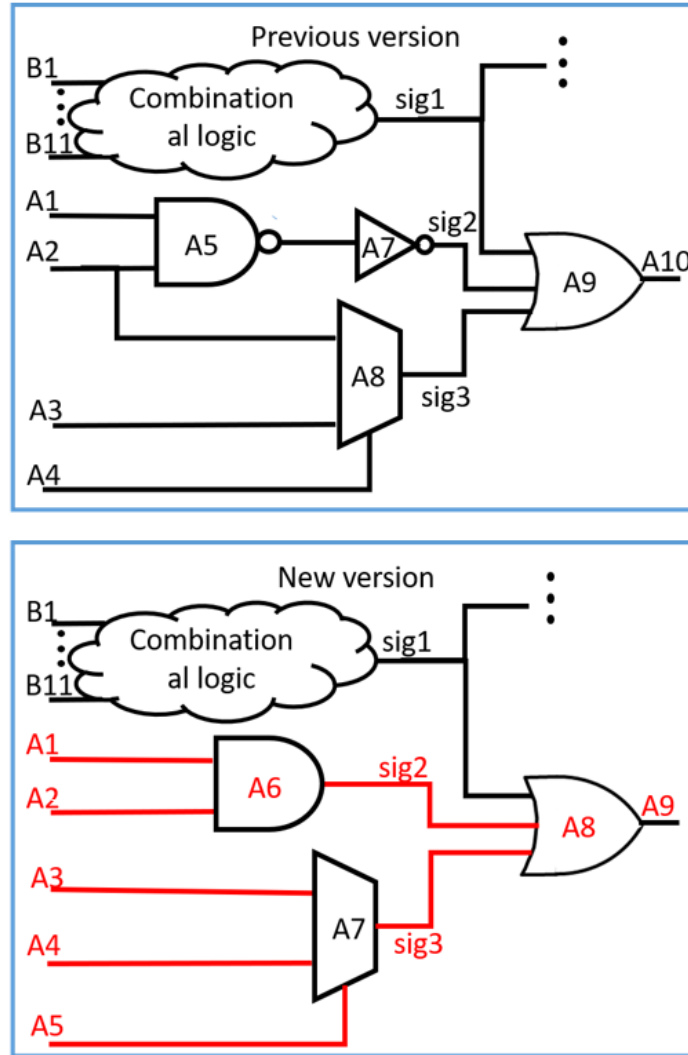 Previous version
B1
Combination
al logic
sig1
B11
A1
A5
A7
sig2
A2
A9
A10
A8
sig3
A3
A4
New version
B1
Combination
al logic
sig1
B11
A1
A6
sig2
A2
A8
A9
A3
A7
sig3
A4
A5